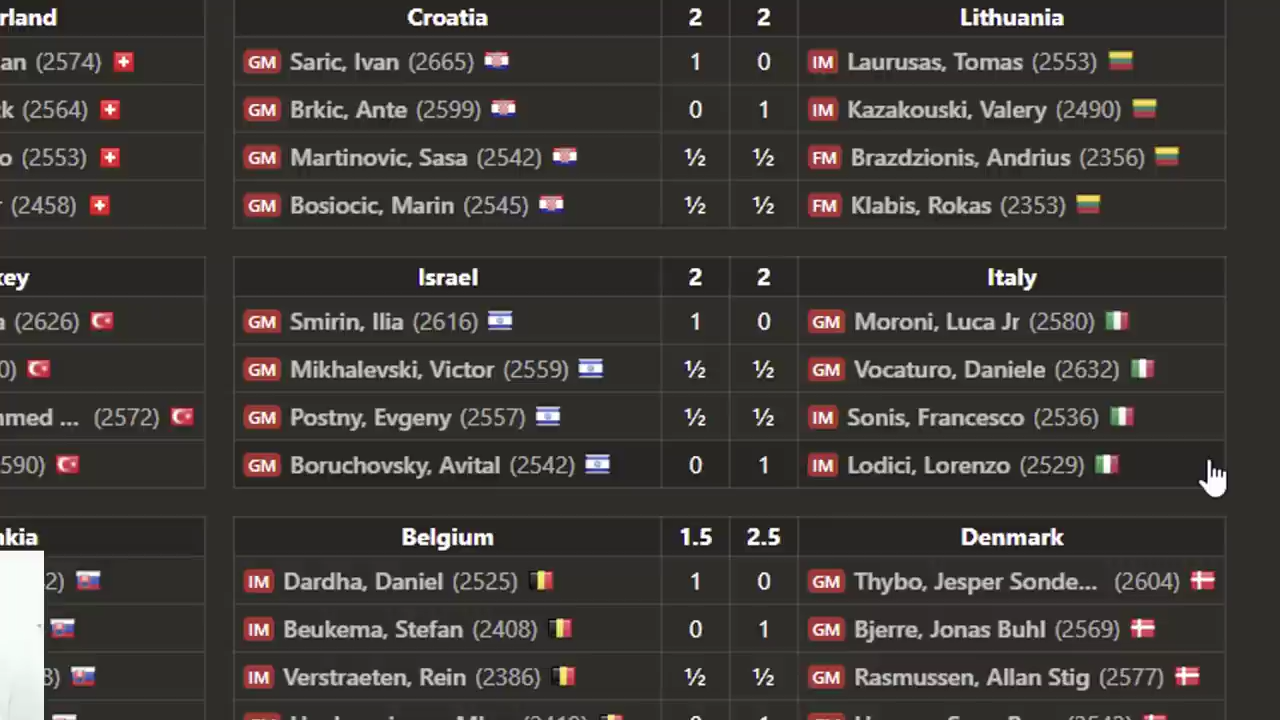 rland Croatia 2 2 Lithuania
an (2574) GM Saric, Ivan (2665) 1 0 IM Laurusas, Tomas (2553)
k (2564) GM Brkic, Ante (2599) 0 1 IM Kazakouski, Valery (2490)
o (2553) GM Martinovic, Sasa (2542) ½ ½ FM Brazdzionis, Andrius (2356)
r (2458) GM Bosiocic, Marin (2545) ½ ½ FM Klabis, Rokas (2353)
key Israel 2 2 Italy
a (2626) GM Smirin, Ilia (2616) 1 0 GM Moroni, Luca Jr (2580)
0) GM Mikhalevski, Victor (2559) ½ ½ GM Vocaturo, Daniele (2632)
mmed ... (2572) GM Postny, Evgeny (2557) ½ ½ IM Sonis, Francesco (2536)
590) GM Boruchovsky, Avital (2542) 0 1 IM Lodici, Lorenzo (2529)
kia Belgium 1.5 2.5 Denmark
2) IM Dardha, Daniel (2525) 1 0 GM Thybo, Jesper Sonde... (2604)
IM Beukema, Stefan (2408) 0 1 GM Bjerre, Jonas Buhl (2569)
8) IM Verstraeten, Rein (2386) ½ ½ GM Rasmussen, Allan Stig (2577)